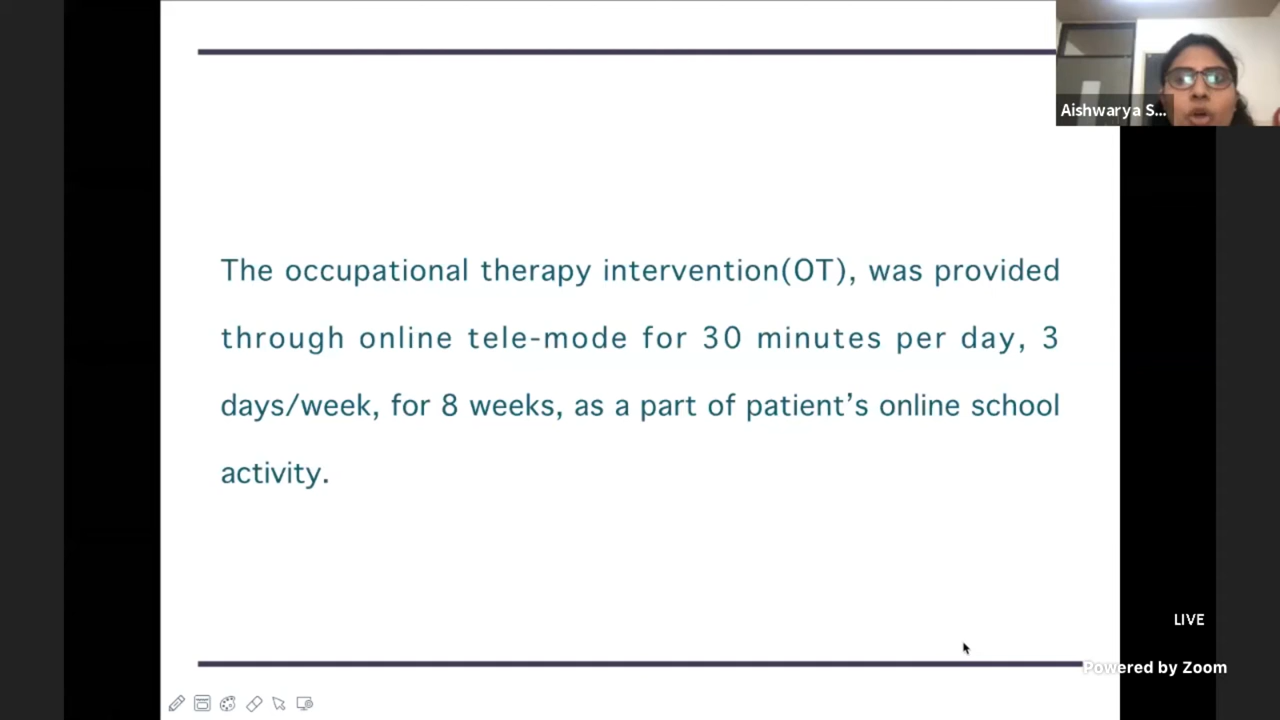 Aishwarya S...
The occupational therapy intervention(OT), was provided
through online tele-mode for 30 minutes per day, 3
days/week, for 8 weeks, as a part of patient’s online school
activity.
LIVE
Powered by Zoom